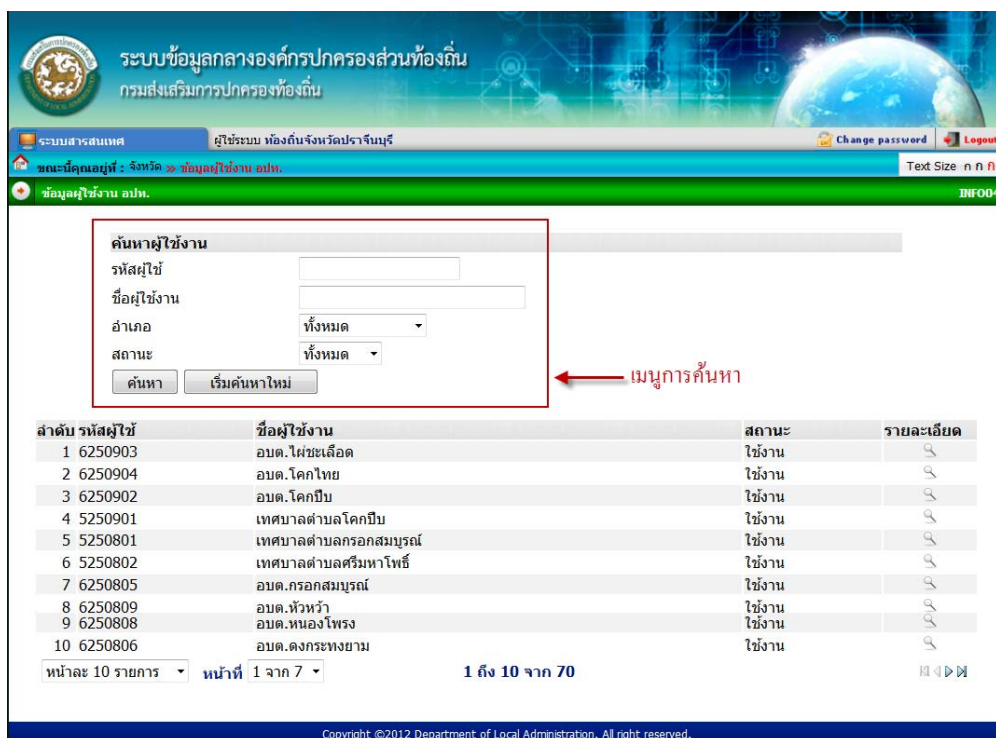 ระบบข้อมูลกลางองค์กรปกครองส่วนท้องถิ่น
กรมส่งเสริมการปกครองท้องถิ่น
ระบบสารสนเทศ ผู้ใช้ระบบ ท้องถิ่นจังหวัดปราจีนบุรี Change password Logout
ขณะนี้คุณอยู่ที่ : จังหวัด » ข้อมูลผู้ใช้งาน อปท. Text Size ก ก ก
ข้อมูลผู้ใช้งาน อปท. INFO04
ค้นหาผู้ใช้งาน
รหัสผู้ใช้
ชื่อผู้ใช้งาน
อำเภอ ทั้งหมด
สถานะ ทั้งหมด
ค้นหา เริ่มค้นหาใหม่ เมนูการค้นหา
ลำดับ รหัสผู้ใช้ ชื่อผู้ใช้งาน สถานะ รายละเอียด
1 6250903 อบต.ไผ่ชะเลือด ใช้งาน
2 6250904 อบต.โคกไทย ใช้งาน
3 6250902 อบต.โคกปีบ ใช้งาน
4 5250901 เทศบาลตำบลโคกปีบ ใช้งาน
5 5250801 เทศบาลตำบลกรอกสมบูรณ์ ใช้งาน
6 5250802 เทศบาลตำบลศรีมหาโพธิ์ ใช้งาน
7 6250805 อบต.กรอกสมบูรณ์ ใช้งาน
8 6250809 อบต.หัวหว้า ใช้งาน
9 6250808 อบต.หนองโพรง ใช้งาน
10 6250806 อบต.ดงกระทงยาม ใช้งาน
หน้าละ 10 รายการ หน้าที่ 1 จาก 7 1 ถึง 10 จาก 70
Copyright ©2012 Department of Local Administration. All right reserved.